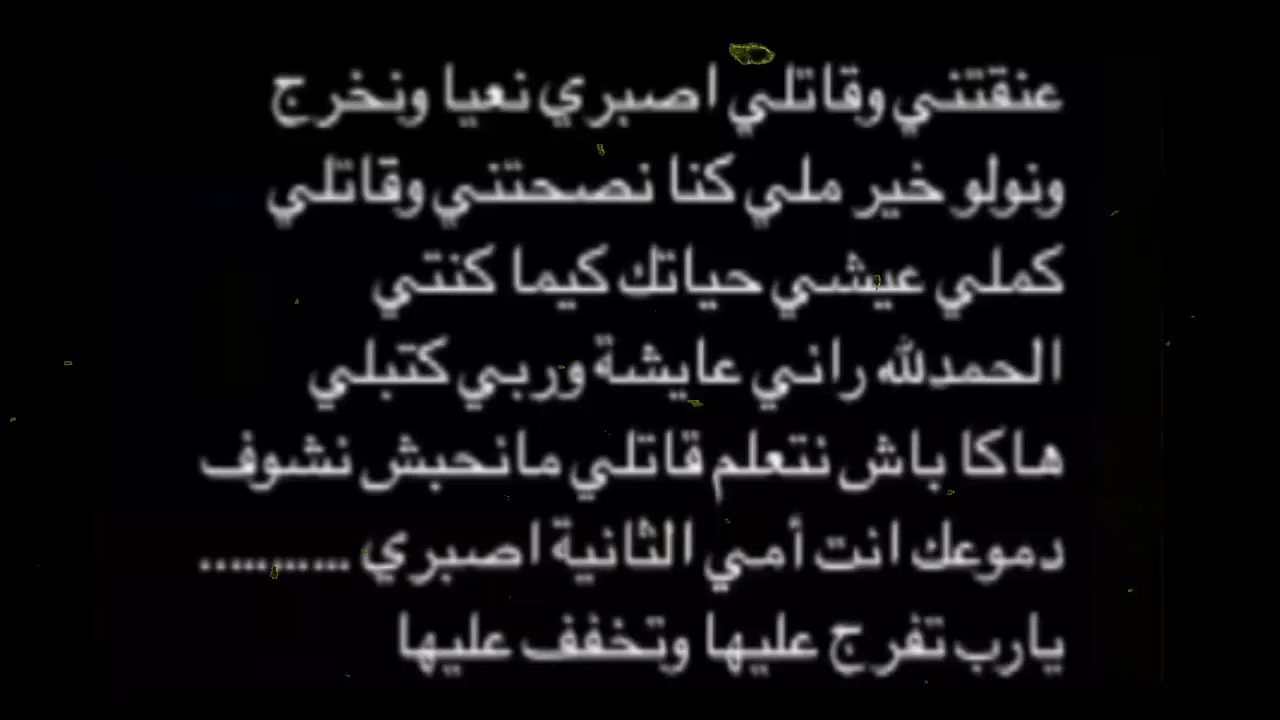 عنقتني وقاتلي اصبري نعيا ونخرج
ونولو خير ملي كنا نصحتني وقاتلي
كملي عيشي حياتك كيما كنتي
الحمدلله راني عايشة وربي كتبلي
هاكا باش نتعلم قاتلي مانحبش نشوف
دموعك انت أمي الثانية اصبري ...........
يارب تفرج عليها وتخفف عليها